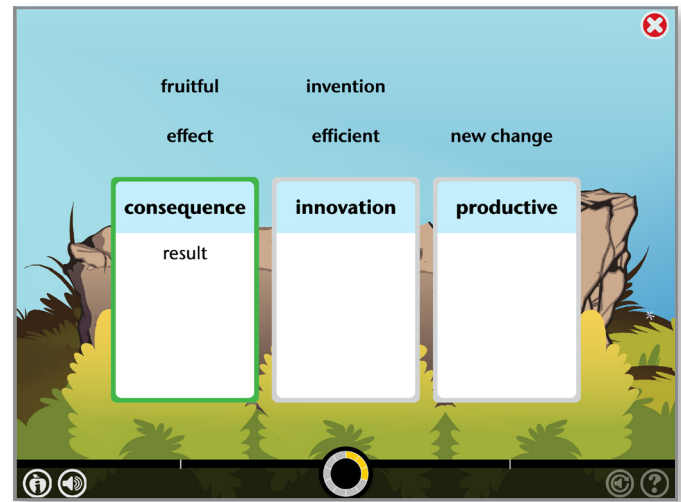 fruitful invention
effect efficient new change
consequence innovation productive
result
?